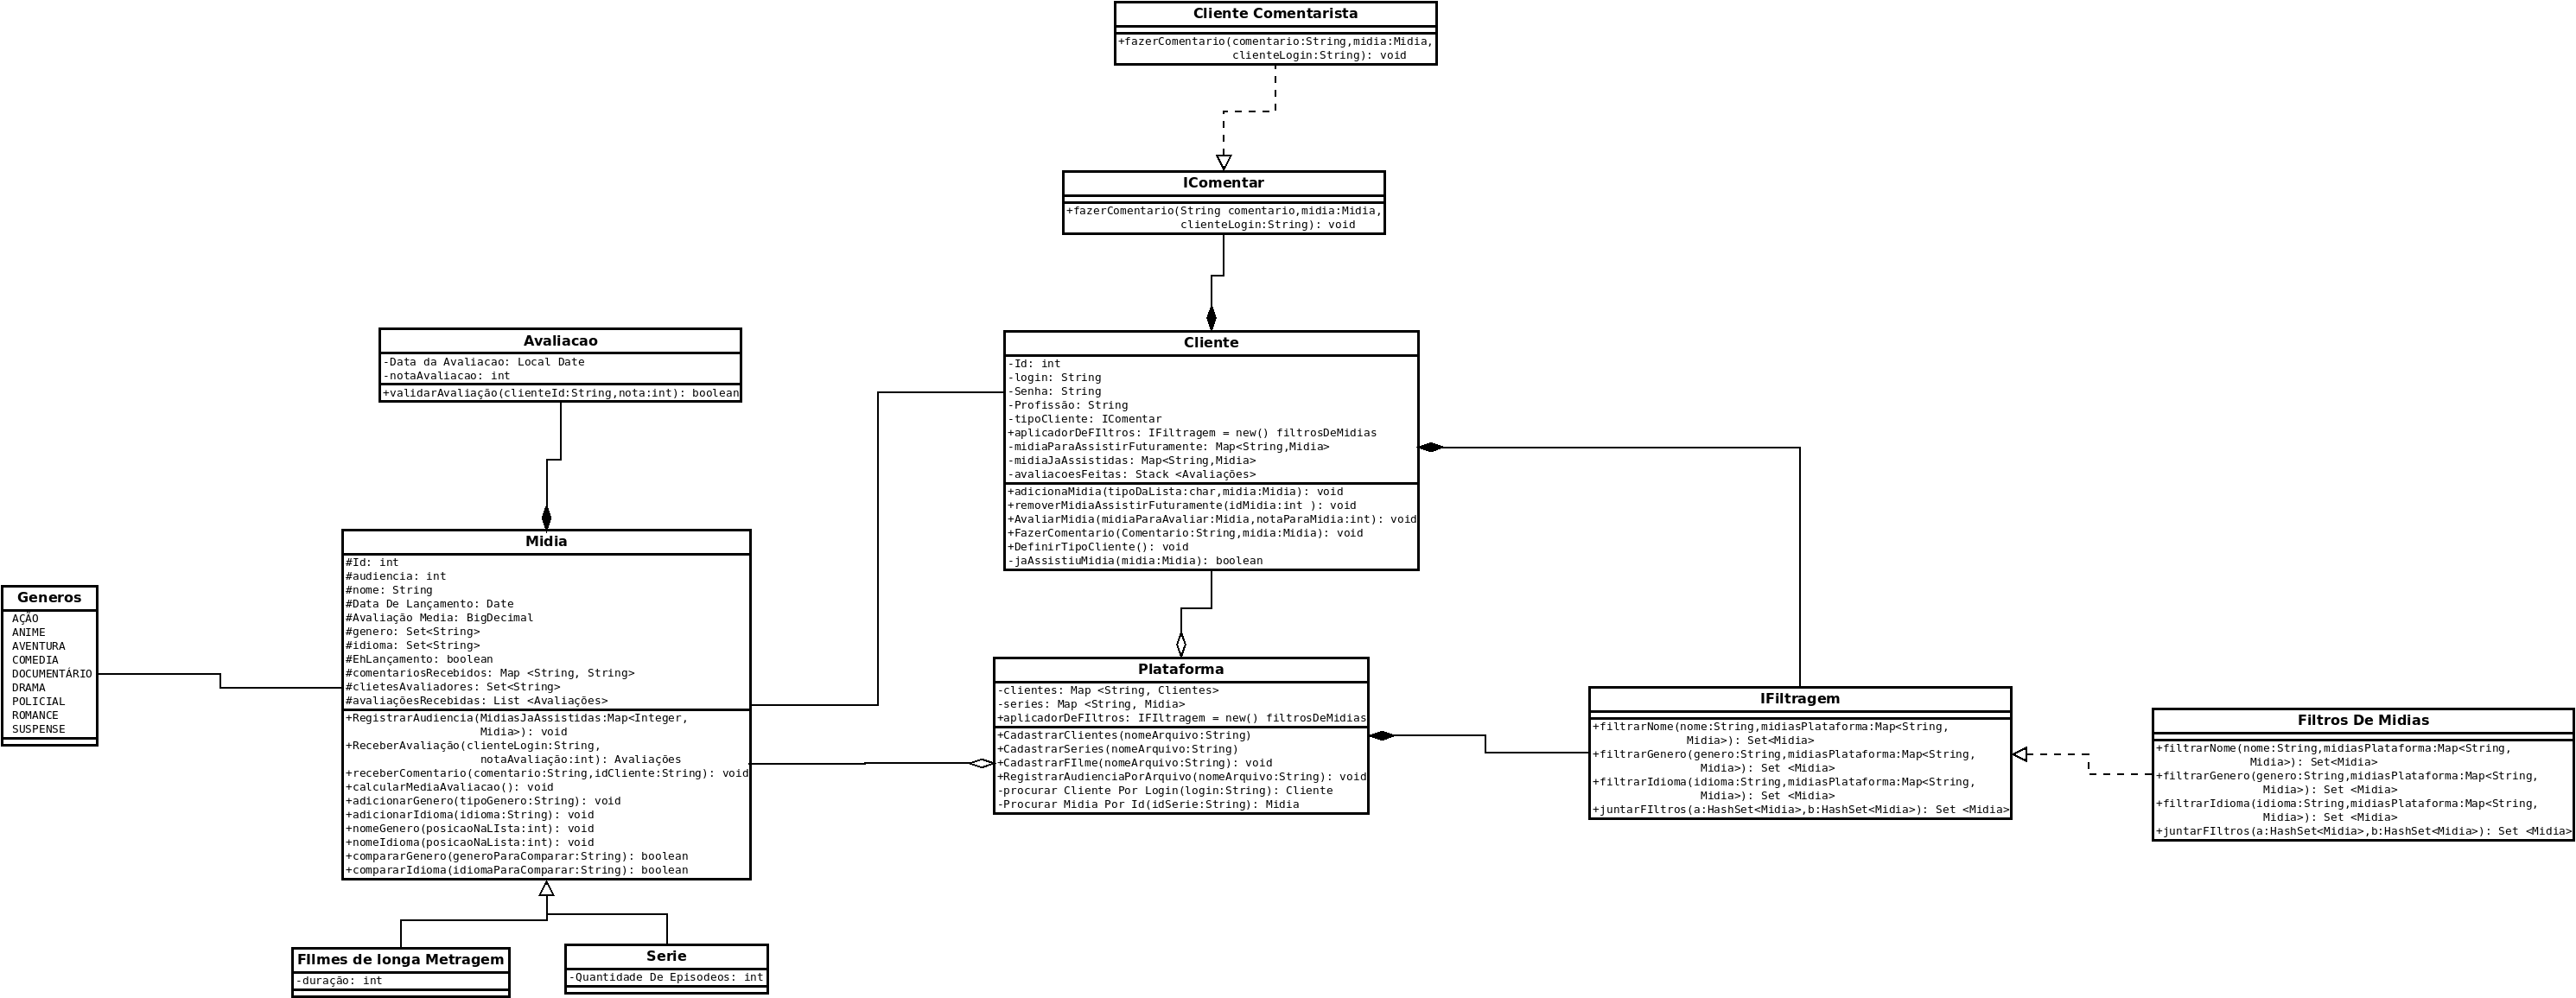 Cliente Comentarista
+fazerComentario(comentario:String,midia:Midia,
clienteLogin:String): void
IComentar
+fazerComentario(String comentario,midia:Midia,
clienteLogin:String): void
Avaliacao
-Data da Avaliacao: Local Date
-notaAvaliacao: int
+validarAvaliação(clienteId:String,nota:int): boolean
Cliente
-Id: int
-login: String
-Senha: String
-Profissão: String
-tipoCliente: IComentar
+aplicadorDeFIltros: IFiltragem = new() filtrosDeMidias
-midiaParaAssistirFuturamente: Map<String,Midia>
-midiaJaAssistidas: Map<String,Midia>
-avaliacoesFeitas: Stack <Avaliações>
+adicionaMidia(tipoDaLista:char,midia:Midia): void
+removerMidiaAssistirFuturamente(idMidia:int ): void
+AvaliarMidia(midiaParaAvaliar:Midia,notaParaMidia:int): void
+FazerComentario(Comentario:String,midia:Midia): void
+DefinirTipoCliente(): void
-jaAssistiuMidia(midia:Midia): boolean
Generos
AÇÃO
ANIME
AVENTURA
COMEDIA
DOCUMENTÁRIO
DRAMA
POLICIAL
ROMANCE
SUSPENSE
Midia
#Id: int
#audiencia: int
#nome: String
#Data De Lançamento: Date
#Avaliação Media: BigDecimal
#genero: Set<String>
#idioma: Set<String>
#EhLançamento: boolean
#comentariosRecebidos: Map <String, String>
#clietesAvaliadores: Set<String>
#avaliaçõesRecebidas: List <Avaliações>
+RegistrarAudiencia(MidiasJaAssistidas:Map<Integer,
Midia>): void
+ReceberAvaliação(clienteLogin:String,
notaAvaliação:int): Avaliações
+receberComentario(comentario:String,idCliente:String): void
+calcularMediaAvaliacao(): void
+adicionarGenero(tipoGenero:String): void
+adicionarIdioma(idioma:String): void
+nomeGenero(posicaoNaLIsta:int): void
+nomeIdioma(posicaoNaLista:int): void
+compararGenero(generoParaComparar:String): boolean
+compararIdioma(idiomaParaComparar:String): boolean
Plataforma
-clientes: Map <String, Clientes>
-series: Map <String, Midia>
+aplicadorDeFIltros: IFIltragem = new() filtrosDeMidias
+CadastrarClientes(nomeArquivo:String)
+CadastrarSeries(nomeArquivo:String)
+CadastrarFIlme(nomeArquivo:String): void
+RegistrarAudienciaPorArquivo(nomeArquivo:String): void
-procurar Cliente Por Login(login:String): Cliente
-Procurar Midia Por Id(idSerie:String): Midia
IFiltragem
+filtrarNome(nome:String,midiasPlataforma:Map<String,
Midia>): Set<Midia>
+filtrarGenero(genero:String,midiasPlataforma:Map<String,
Midia>): Set <Midia>
+filtrarIdioma(idioma:String,midiasPlataforma:Map<String,
Midia>): Set <Midia>
+juntarFIltros(a:HashSet<Midia>,b:HashSet<Midia>): Set <Midia>
Filtros De Midias
+filtrarNome(nome:String,midiasPlataforma:Map<String,
Midia>): Set<Midia>
+filtrarGenero(genero:String,midiasPlataforma:Map<String,
Midia>): Set <Midia>
+filtrarIdioma(idioma:String,midiasPlataforma:Map<String,
Midia>): Set <Midia>
+juntarFIltros(a:HashSet<Midia>,b:HashSet<Midia>): Set <Midia>
FIlmes de longa Metragem
-duração: int
Serie
-Quantidade De Episodeos: int